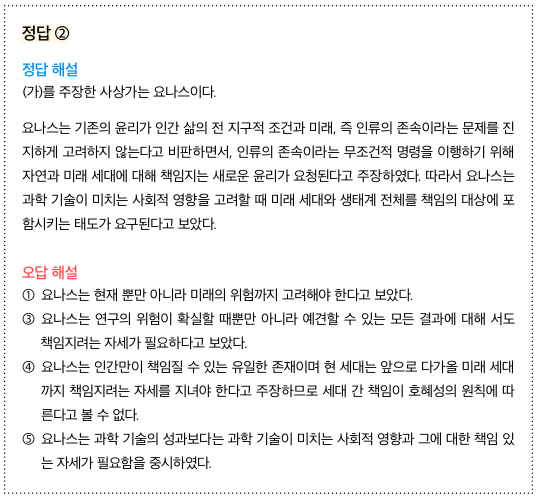 정답 ②
정답 해설
(가)를 주장한 사상가는 요나스이다.
요나스는 기존의 윤리가 인간 삶의 전 지구적 조건과 미래, 즉 인류의 존속이라는 문제를 진
지하게 고려하지 않는다고 비판하면서, 인류의 존속이라는 무조건적 명령을 이행하기 위해
자연과 미래 세대에 대해 책임지는 새로운 윤리가 요청된다고 주장하였다. 따라서 요나스는
과학 기술이 미치는 사회적 영향을 고려할 때 미래 세대와 생태계 전체를 책임의 대상에 포
함시키는 태도가 요구된다고 보았다.
오답 해설
① 요나스는 현재 뿐만 아니라 미래의 위험까지 고려해야 한다고 보았다.
③ 요나스는 연구의 위험이 확실할 때뿐만 아니라 예견할 수 있는 모든 결과에 대해 서도
책임지려는 자세가 필요하다고 보았다.
④ 요나스는 인간만이 책임질 수 있는 유일한 존재이며 현 세대는 앞으로 다가올 미래 세대
까지 책임지려는 자세를 지녀야 한다고 주장하므로 세대 간 책임이 호혜성의 원칙에 따
른다고 볼 수 없다.
⑤ 요나스는 과학 기술의 성과보다는 과학 기술이 미치는 사회적 영향과 그에 대한 책임 있
는 자세가 필요함을 중시하였다.